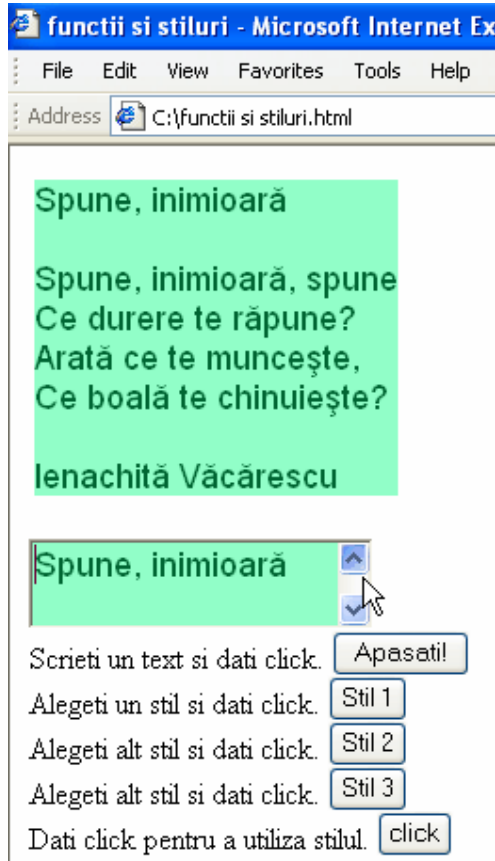 functii si stiluri - Microsoft Internet Ex
File Edit View Favorites Tools Help
Address C:\functii si stiluri.html
Spune, inimioară
Spune, inimioară, spune
Ce durere te răpune?
Arată ce te munceşte,
Ce boală te chinuieşte?
Ienachită Văcărescu
Spune, inimioară
Scrieti un text si dati click. Apasati!
Alegeti un stil si dati click. Stil 1
Alegeti alt stil si dati click. Stil 2
Alegeti alt stil si dati click. Stil 3
Dati click pentru a utiliza stilul. click